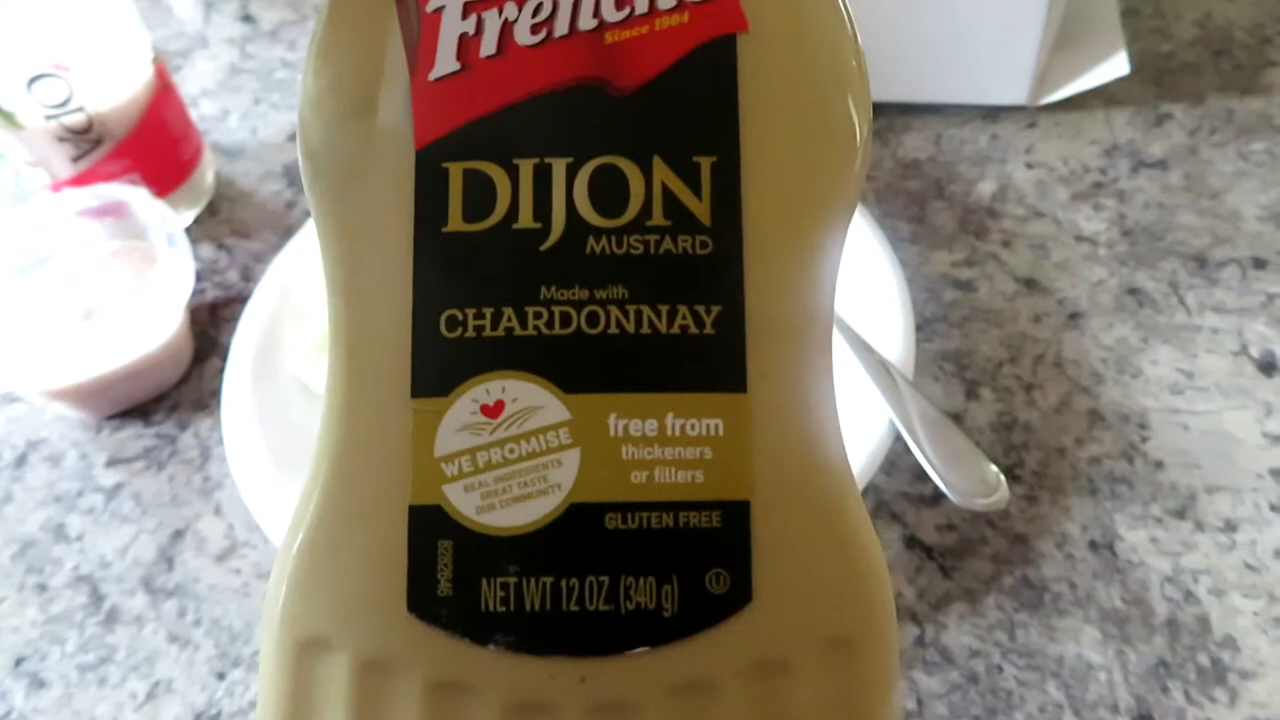 French's
Since 1904
DIJON
MUSTARD
Made with
CHARDONNAY
WE PROMISE
REAL INGREDIENTS
GREAT TASTE
OUR COMMUNITY
free from
thickeners
or fillers
GLUTEN FREE
828246
NET WT 12 OZ. (340 g)
U